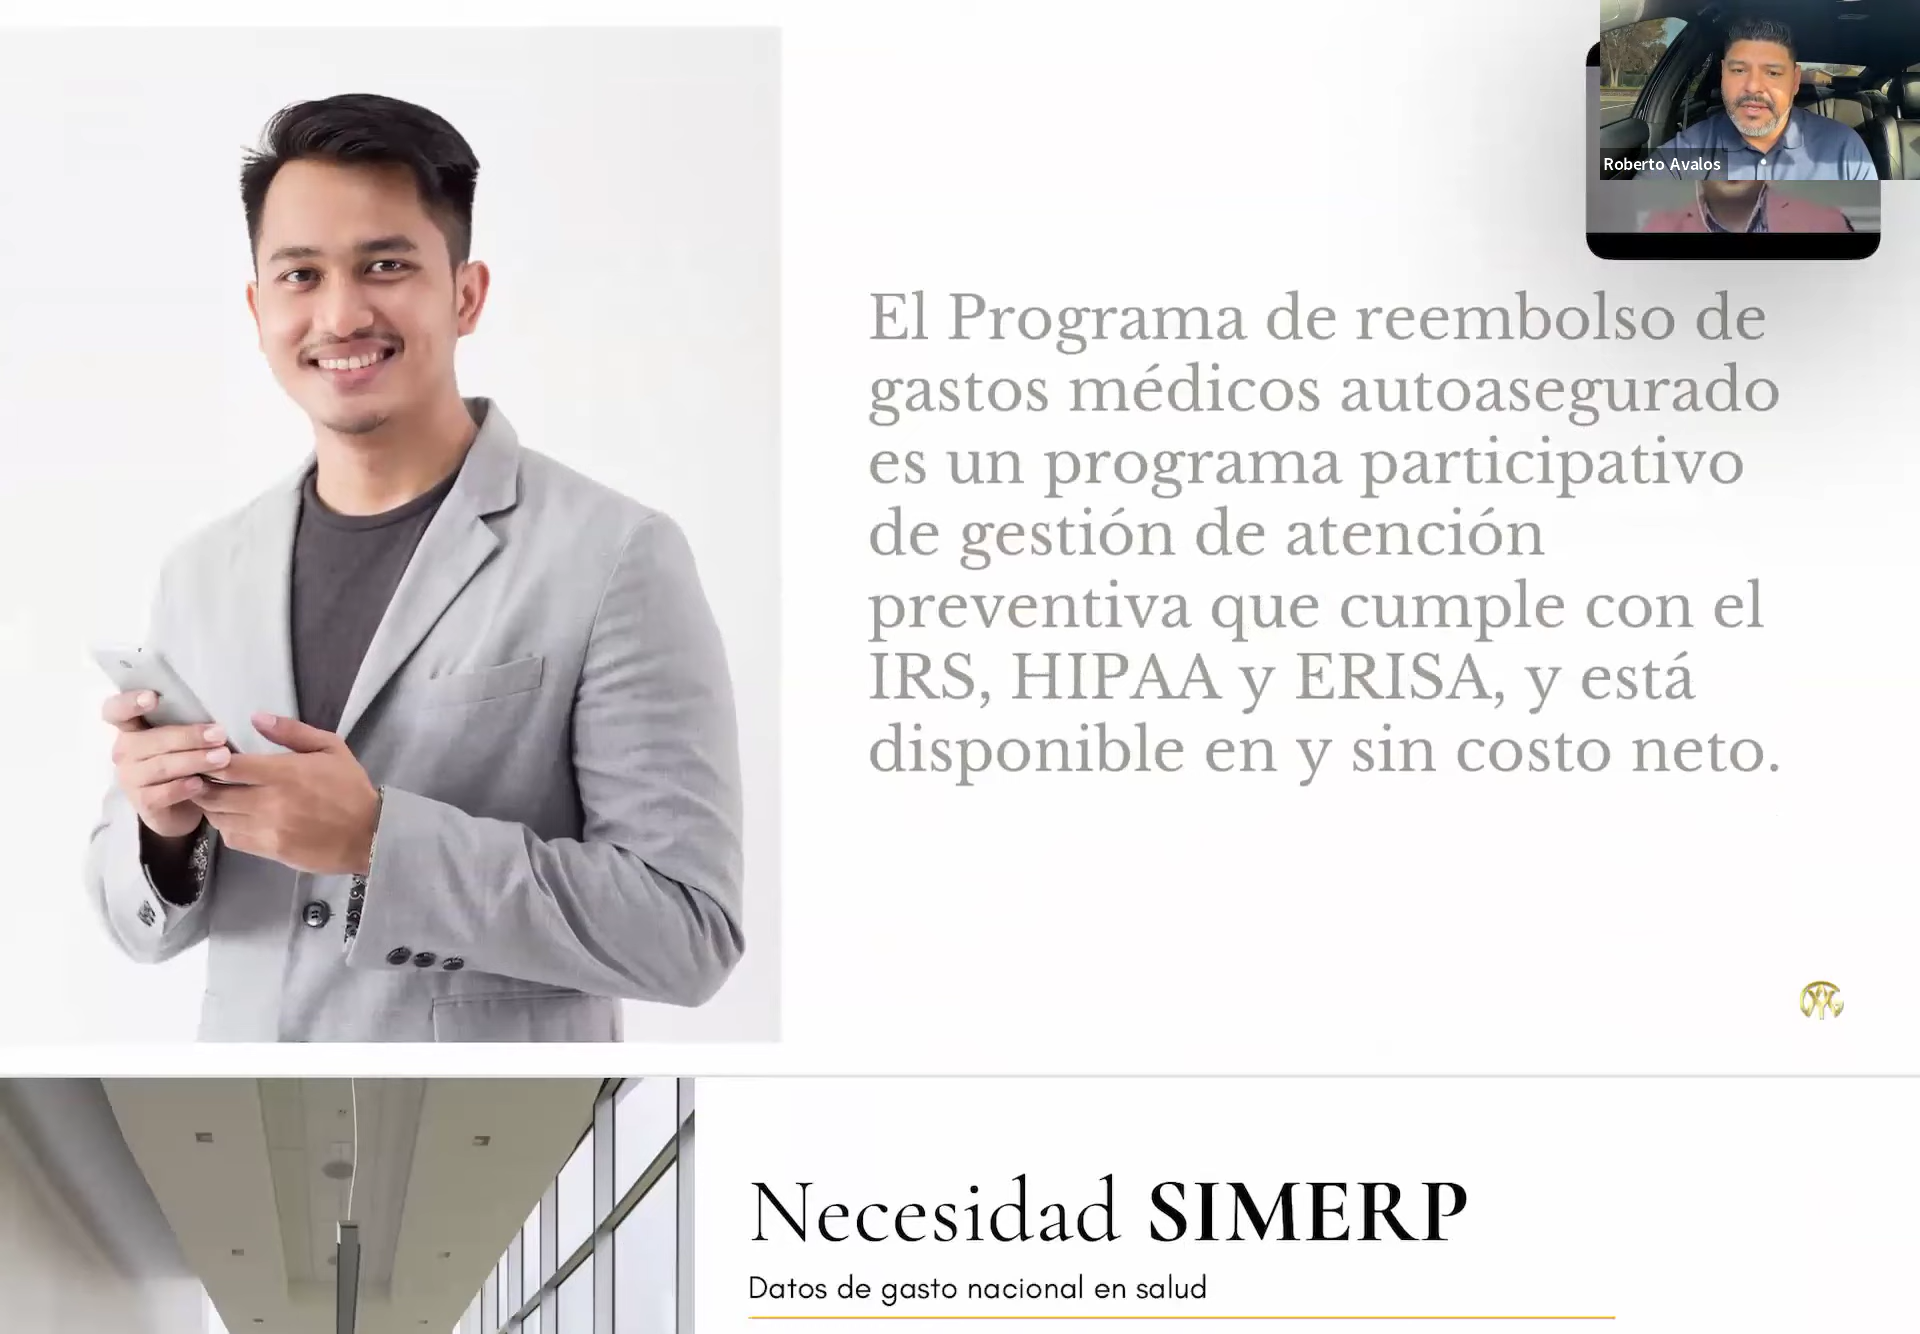 Roberto Avalos
El Programa de reembolso de
gastos médicos autoasegurado
es un programa participativo
de gestión de atención
preventiva que cumple con el
IRS, HIPAA y ERISA, y está
disponible en y sin costo neto.
Necesidad SIMERP
Datos de gasto nacional en salud